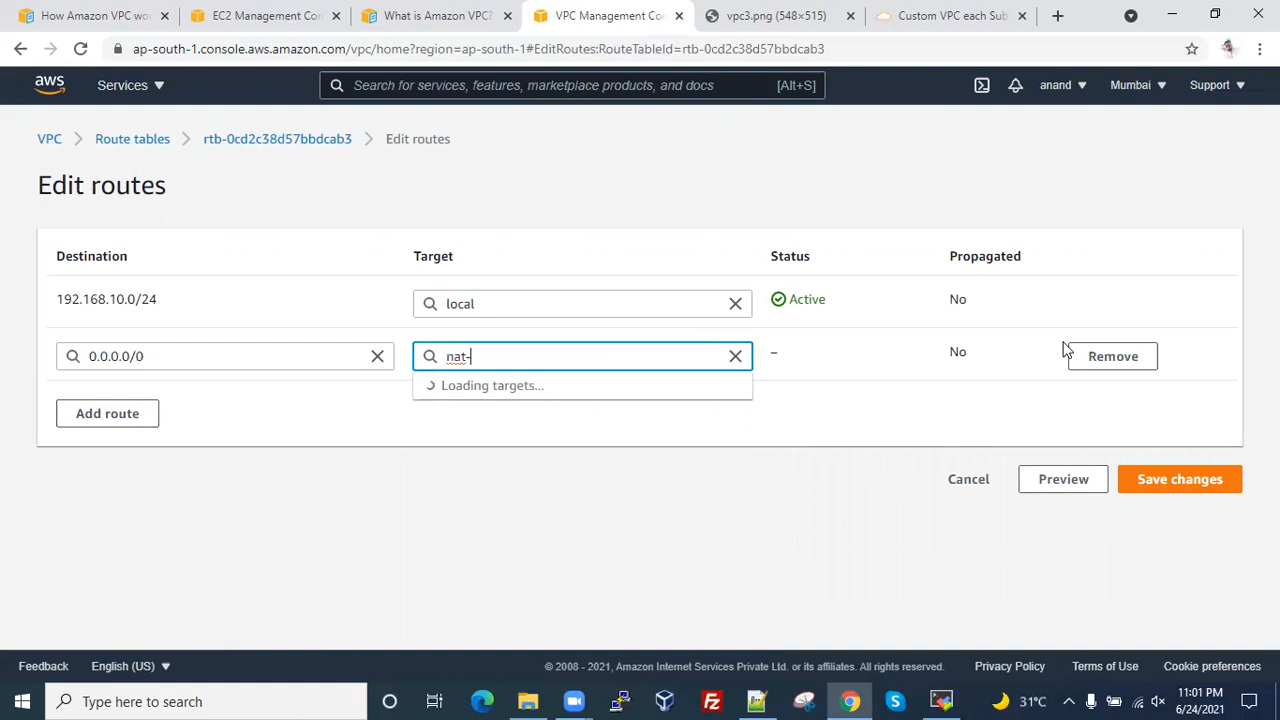 How Amazon VPC wo
EC2 Management Con
What is Amazon VPC?
VPC Management Co
vpc3.png (548×515)
Custom VPC each Sub
ap-south-1.console.aws.amazon.com/vpc/home?region=ap-south-1#EditRoutes:RouteTableId=rtb-0cd2c38d57bbdcab3
aws
Services
Search for services, features, marketplace products, and docs
[Alt+S]
anand
Mumbai
Support
VPC
Route tables
rtb-0cd2c38d57bbdcab3
Edit routes
Edit routes
Destination
Target
Status
Propagated
192.168.10.0/24
local
Active
No
0.0.0.0/0
nat-
–
No
Remove
Loading targets...
Add route
Cancel
Preview
Save changes
Feedback
English (US)
© 2008 - 2021, Amazon Internet Services Private Ltd. or its affiliates. All rights reserved.
Privacy Policy
Terms of Use
Cookie preferences
Type here to search
31°C
11:01 PM
6/24/2021